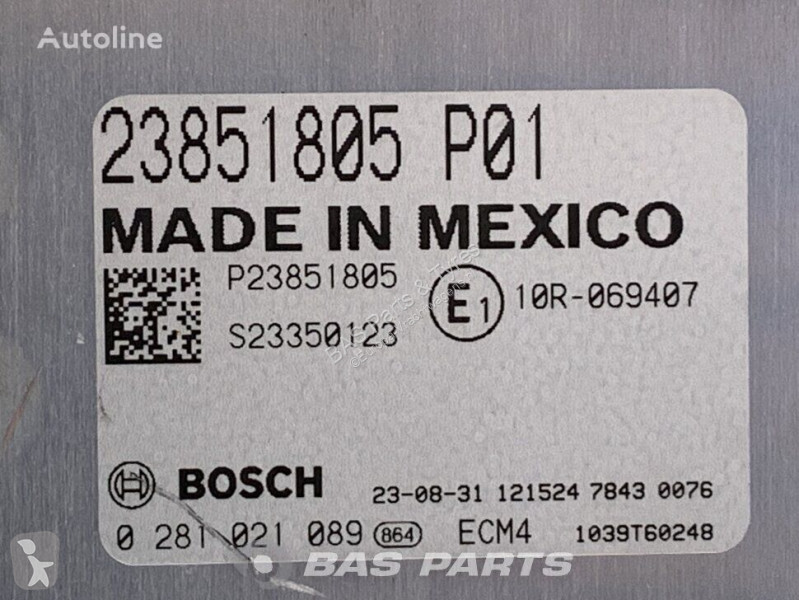 Autoline
23851805 P01
MADE IN MEXICO
P23851805
S23350123
E1 10R-069407
BOSCH 23-08-31 121524 7843 0076
0 281 021 089 864 ECM4 1039T60248
BAS PARTS